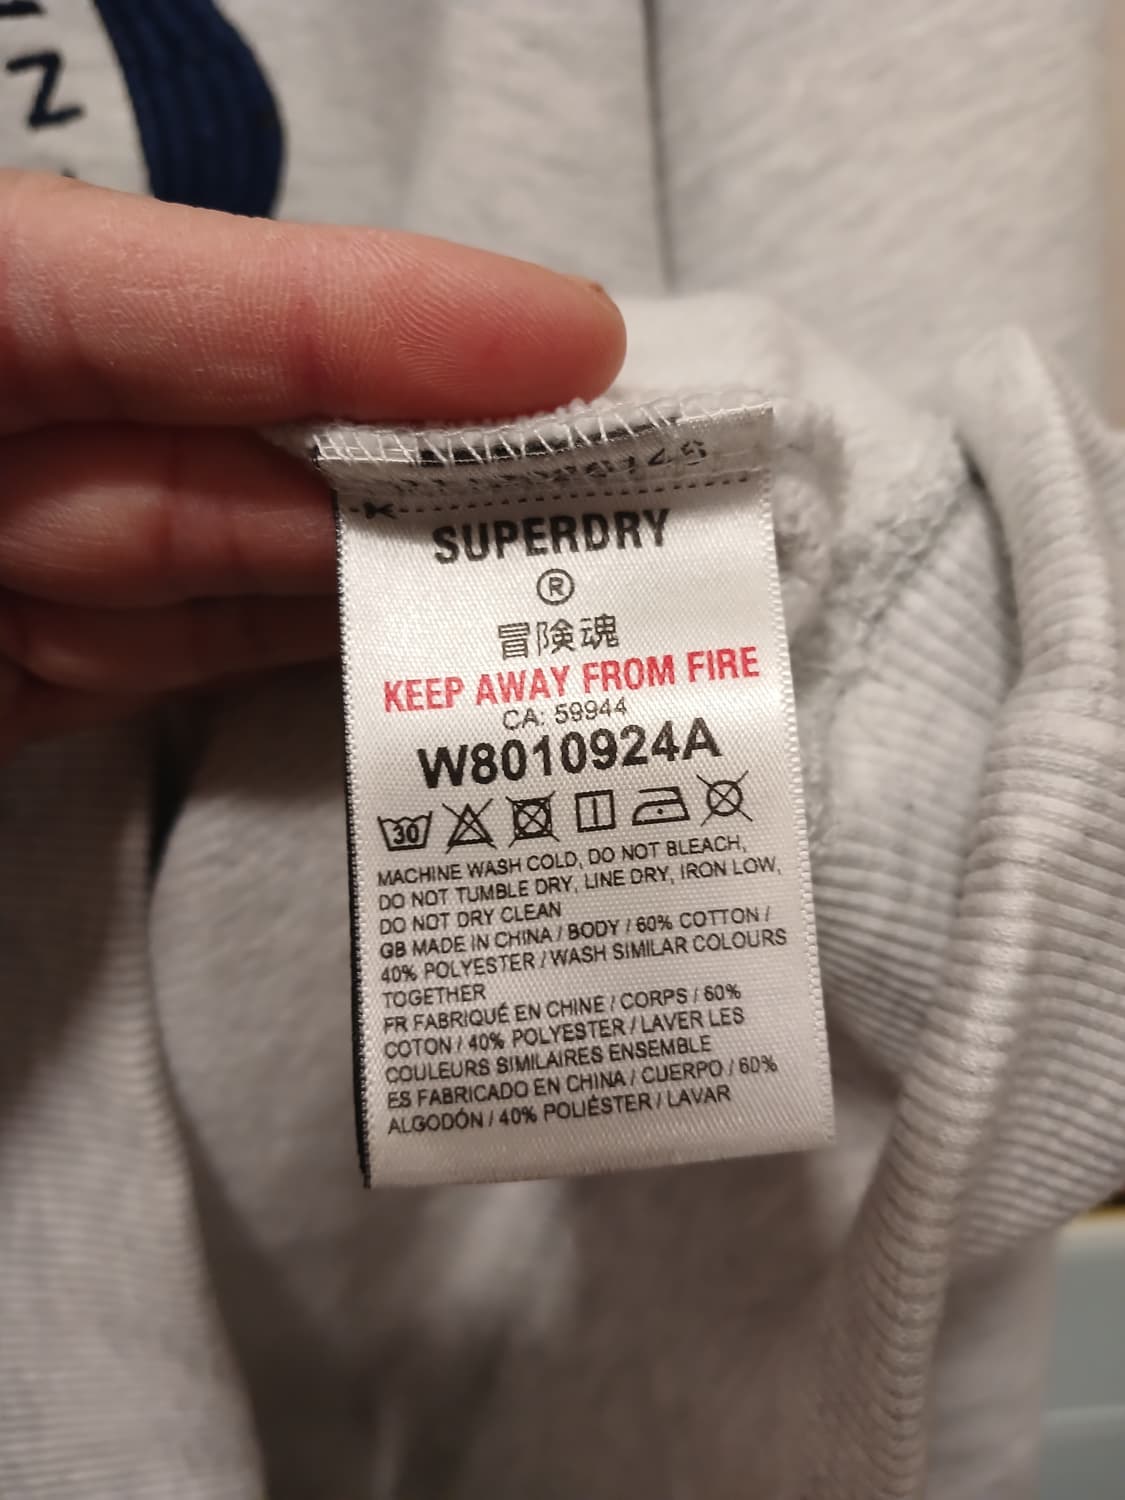 N
SUPERDRY
®
冒険魂
KEEP AWAY FROM FIRE
CA: 59944
W8010924A
30
MACHINE WASH COLD, DO NOT BLEACH,
DO NOT TUMBLE DRY, LINE DRY, IRON LOW,
DO NOT DRY CLEAN
GB MADE IN CHINA / BODY / 60% COTTON /
40% POLYESTER / WASH SIMILAR COLOURS
TOGETHER
FR FABRIQUÉ EN CHINE / CORPS / 60%
COTON / 40% POLYESTER / LAVER LES
COULEURS SIMILAIRES ENSEMBLE
ES FABRICADO EN CHINA / CUERPO / 60%
ALGODÓN / 40% POLIÉSTER / LAVAR